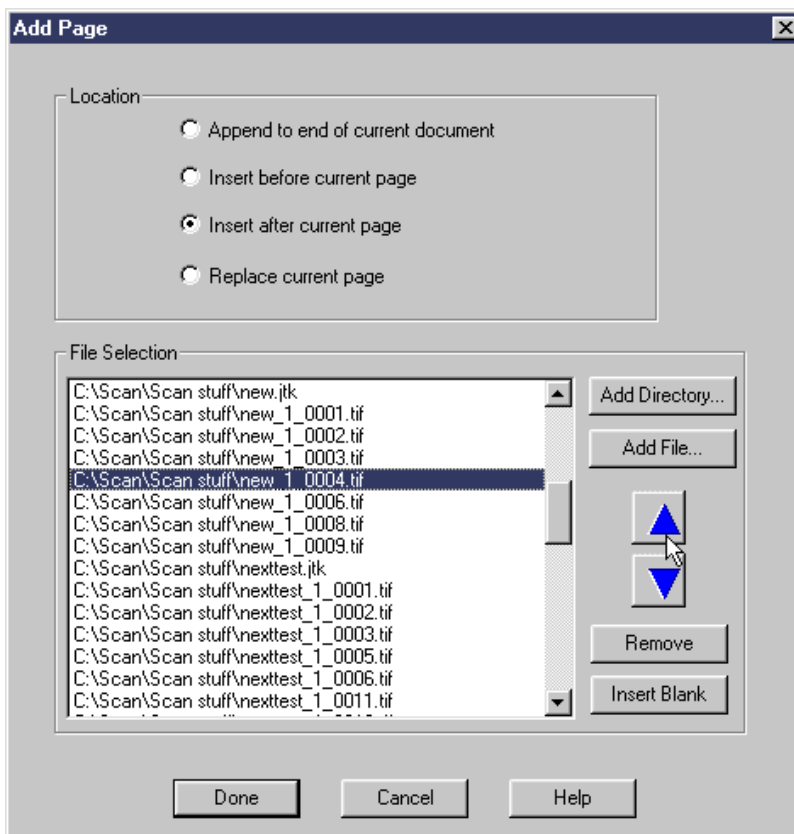 Add Page
Location
Append to end of current document
Insert before current page
Insert after current page
Replace current page
File Selection
C:\Scan\Scan stuff\new.jtk
C:\Scan\Scan stuff\new_1_0001.tif
C:\Scan\Scan stuff\new_1_0002.tif
C:\Scan\Scan stuff\new_1_0003.tif
C:\Scan\Scan stuff\new_1_0004.tif
C:\Scan\Scan stuff\new_1_0006.tif
C:\Scan\Scan stuff\new_1_0008.tif
C:\Scan\Scan stuff\new_1_0009.tif
C:\Scan\Scan stuff\nexttest.jtk
C:\Scan\Scan stuff\nexttest_1_0001.tif
C:\Scan\Scan stuff\nexttest_1_0002.tif
C:\Scan\Scan stuff\nexttest_1_0003.tif
C:\Scan\Scan stuff\nexttest_1_0005.tif
C:\Scan\Scan stuff\nexttest_1_0006.tif
C:\Scan\Scan stuff\nexttest_1_0011.tif
Add Directory...
Add File...
Remove
Insert Blank
Done
Cancel
Help